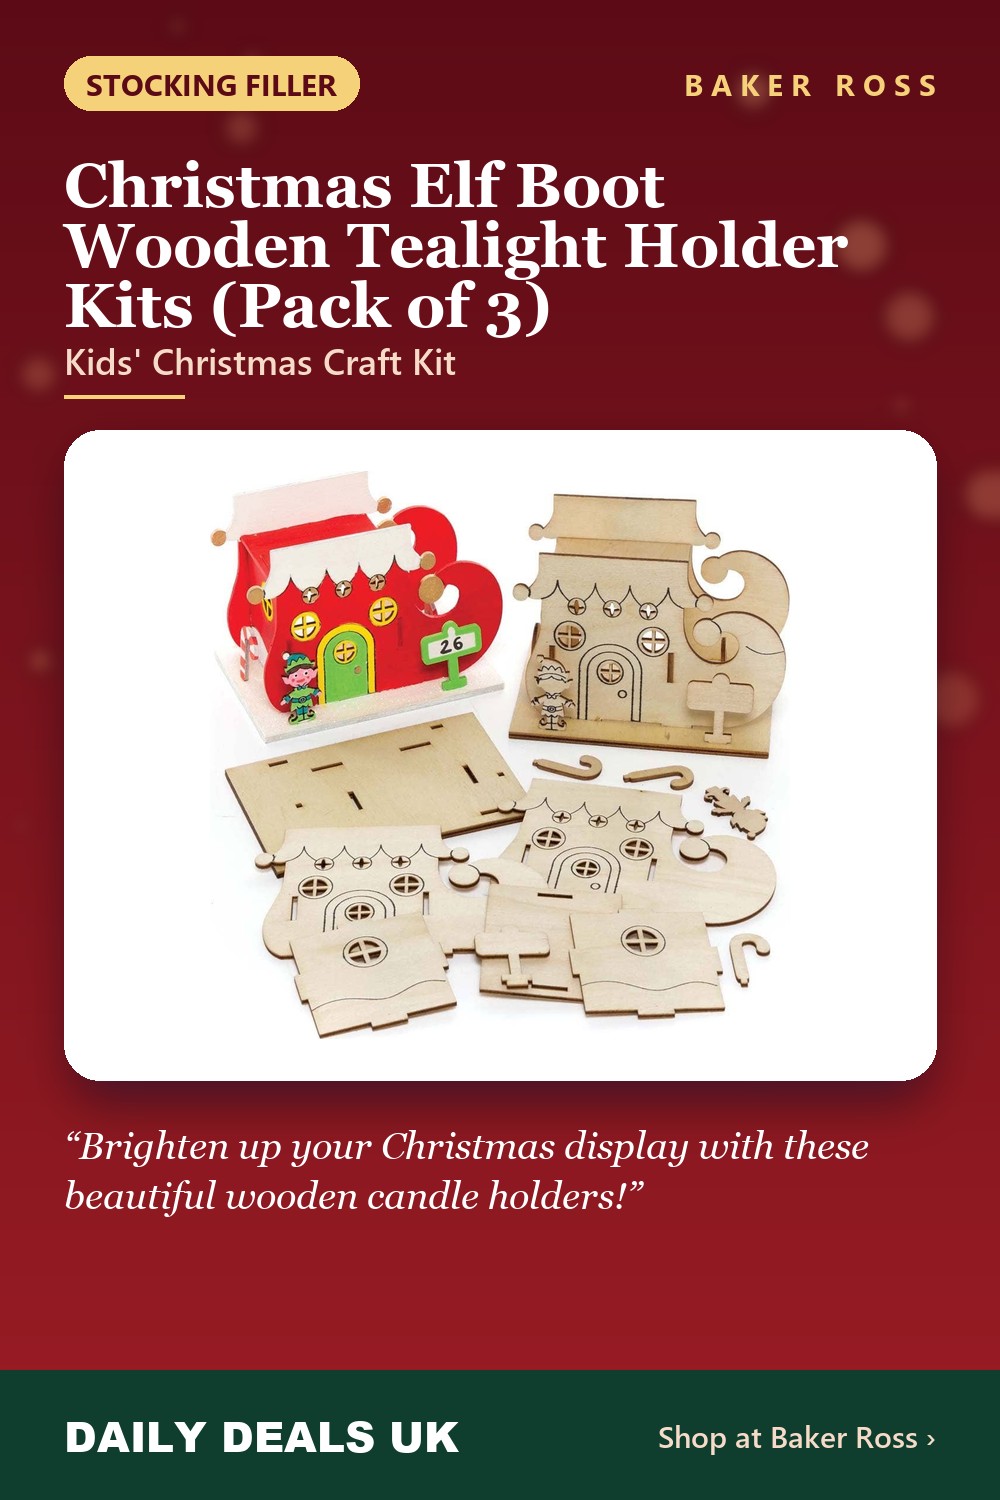 STOCKING FILLER
BAKER ROSS
Christmas Elf Boot
Wooden Tealight Holder
Kits (Pack of 3)
Kids' Christmas Craft Kit
26
“Brighten up your Christmas display with these
beautiful wooden candle holders!”
DAILY DEALS UK
Shop at Baker Ross ›